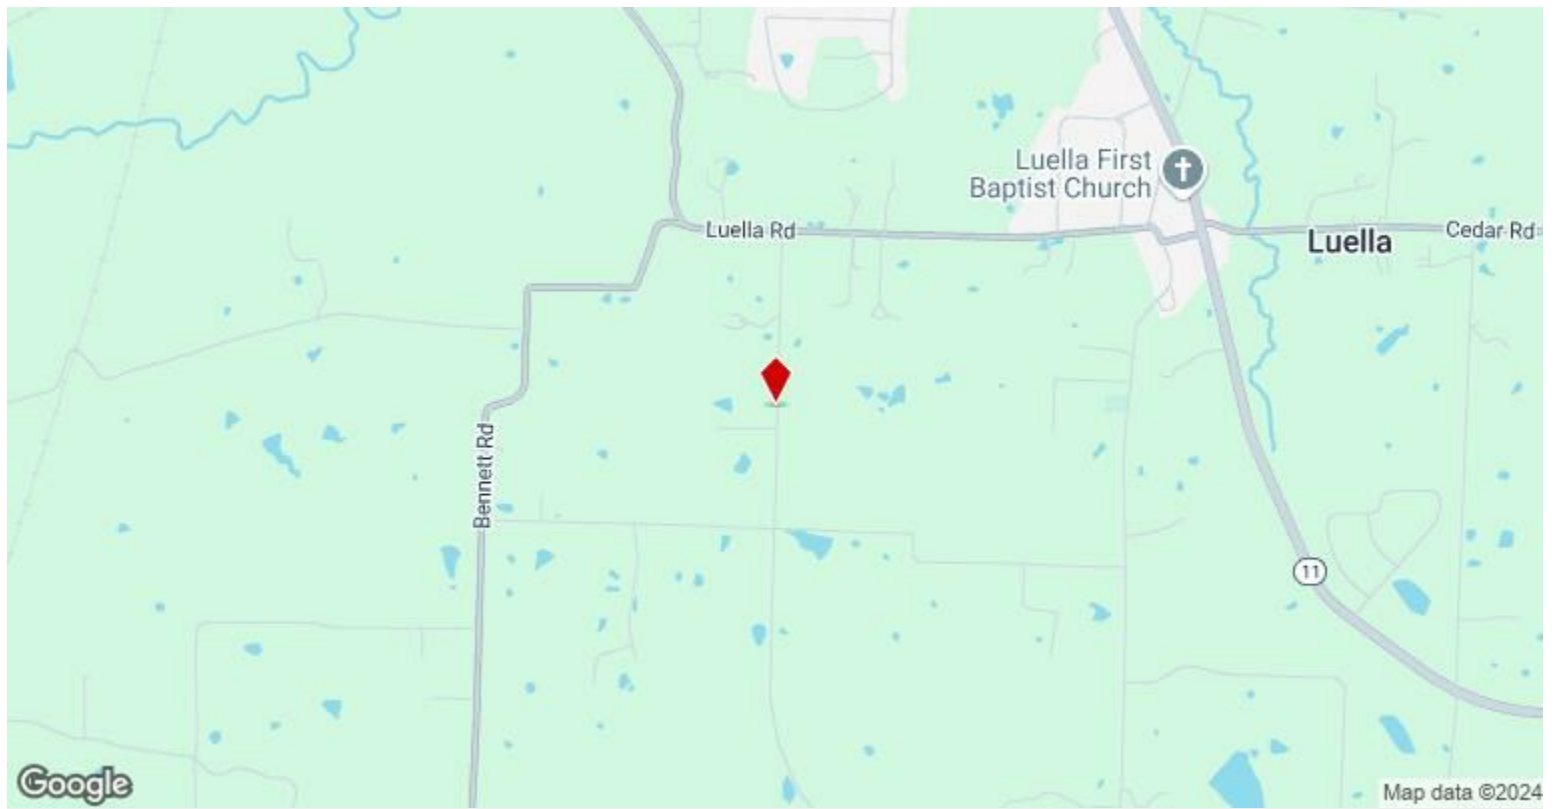 Luella First
Baptist Church
Luella Rd
Luella
Cedar Rd
Bennett Rd
11
Google
Map data ©2024